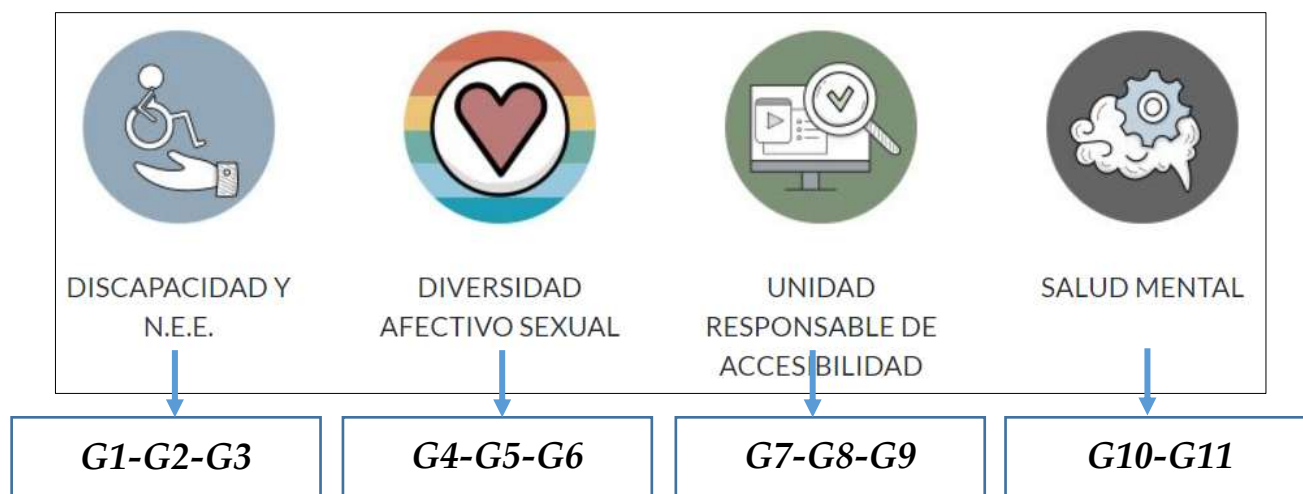 DISCAPACIDAD Y
N.E.E.
DIVERSIDAD
AFECTIVO SEXUAL
UNIDAD
RESPONSABLE DE
ACCESIBILIDAD
SALUD MENTAL
G1-G2-G3
G4-G5-G6
G7-G8-G9
G10-G11